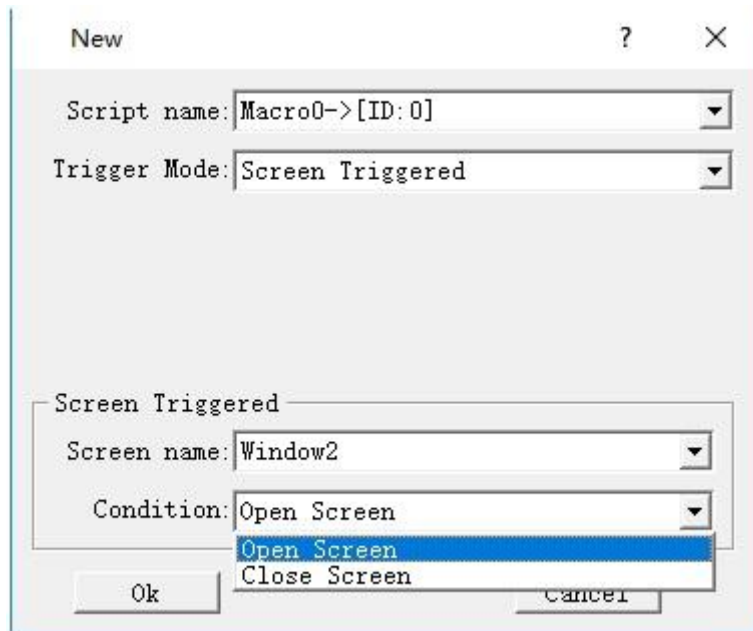 New ? ×
Script name: Macro0->[ID:0]
Trigger Mode: Screen Triggered
Screen Triggered
Screen name: Window2
Condition: Open Screen
Open Screen
Close Screen
Ok Cancel